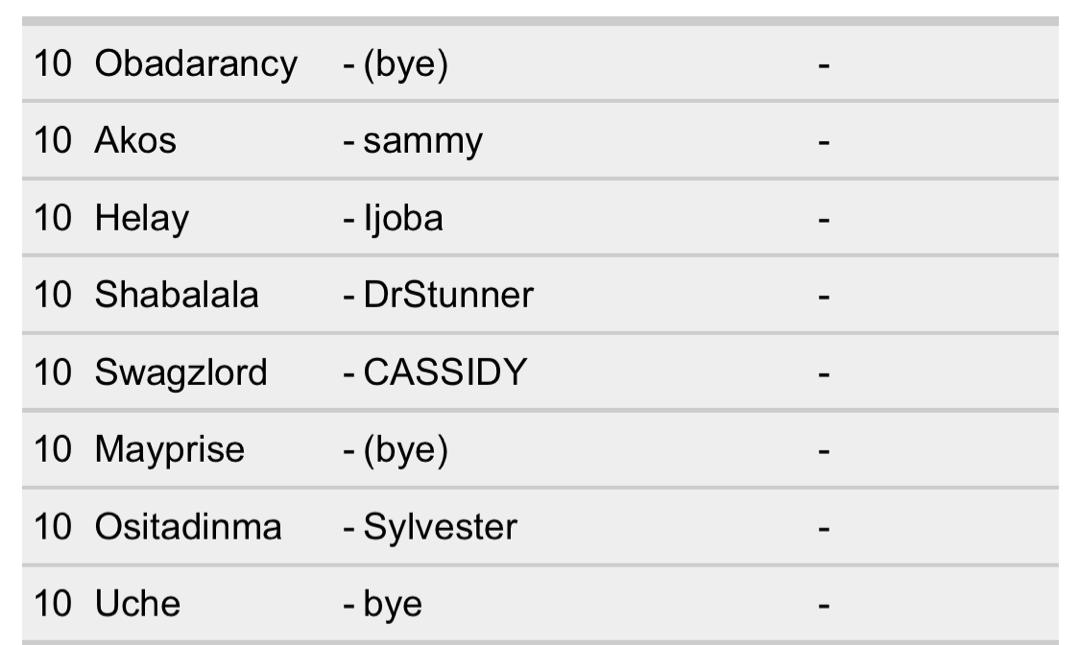 10 Obadarancy - (bye) -
10 Akos - sammy -
10 Helay - Ijoba -
10 Shabalala - DrStunner -
10 Swagzlord - CASSIDY -
10 Mayprise - (bye) -
10 Ositadinma - Sylvester -
10 Uche - bye -